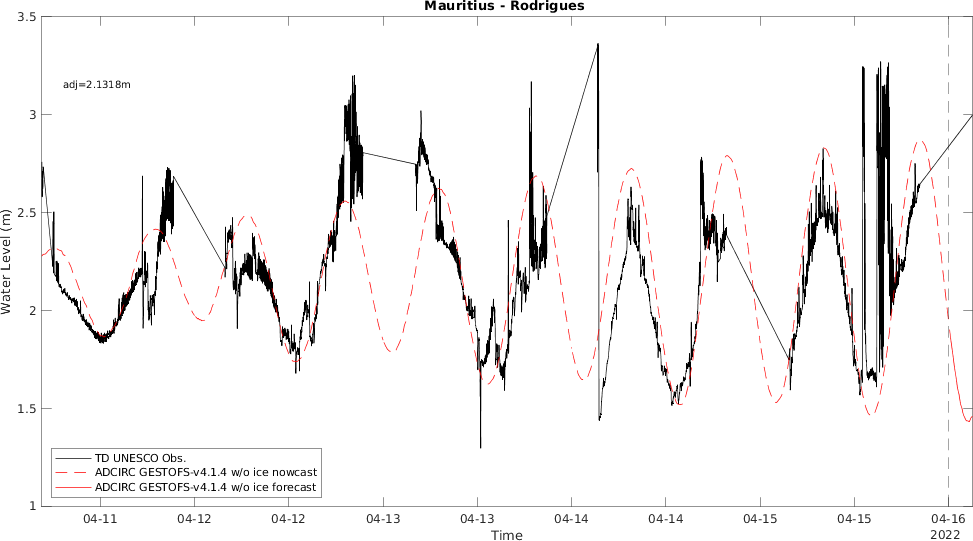 Mauritius - Rodrigues
3.5
adj=2.1318m
3
2.5
Water Level (m)
2
1.5
TD UNESCO Obs.
ADCIRC GESTOFS-v4.1.4 w/o ice nowcast
ADCIRC GESTOFS-v4.1.4 w/o ice forecast
1
04-11 04-12 04-12 04-13 04-13 04-14 04-14 04-15 04-15 04-16
Time 2022